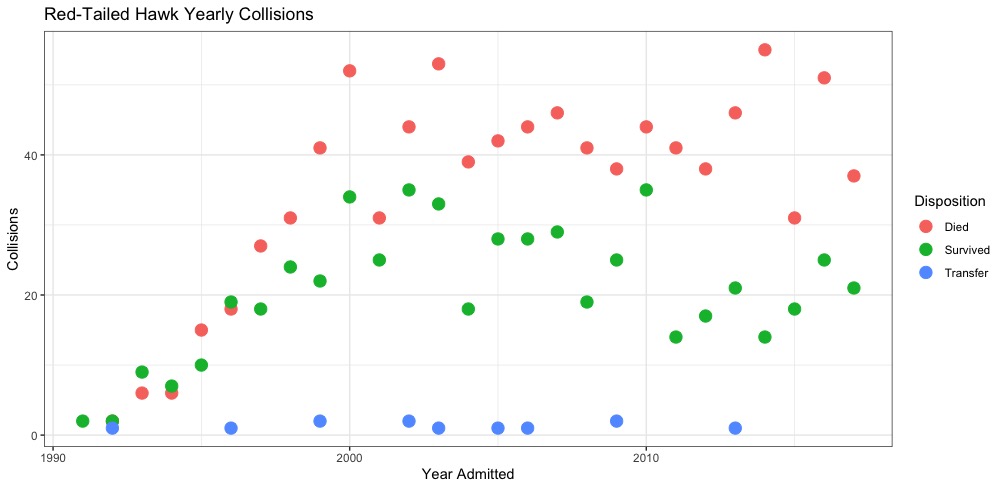 Red-Tailed Hawk Yearly Collisions
Collisions
40
20
0
1990
2000
2010
Year Admitted
Disposition
Died
Survived
Transfer